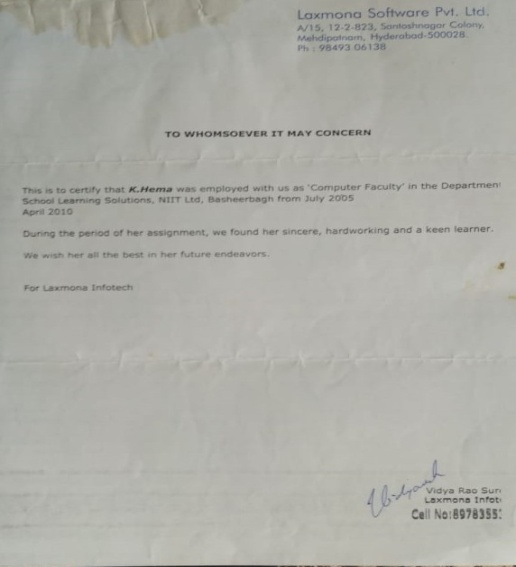 Laxmona Software Pvt. Ltd.
A/15, 12-2-823, Santoshnagar Colony,
Mehdipatnam, Hyderabad-500028.
Ph : 98493 06138
TO WHOMSOEVER IT MAY CONCERN
This is to certify that K.Hema was employed with us as 'Computer Faculty' in the Department
School Learning Solutions, NIIT Ltd, Basheerbagh from July 2005
April 2010
During the period of her assignment, we found her sincere, hardworking and a keen learner.
We wish her all the best in her future endeavors.
For Laxmona Infotech
Vidya Rao
Laxmona
Cell No: